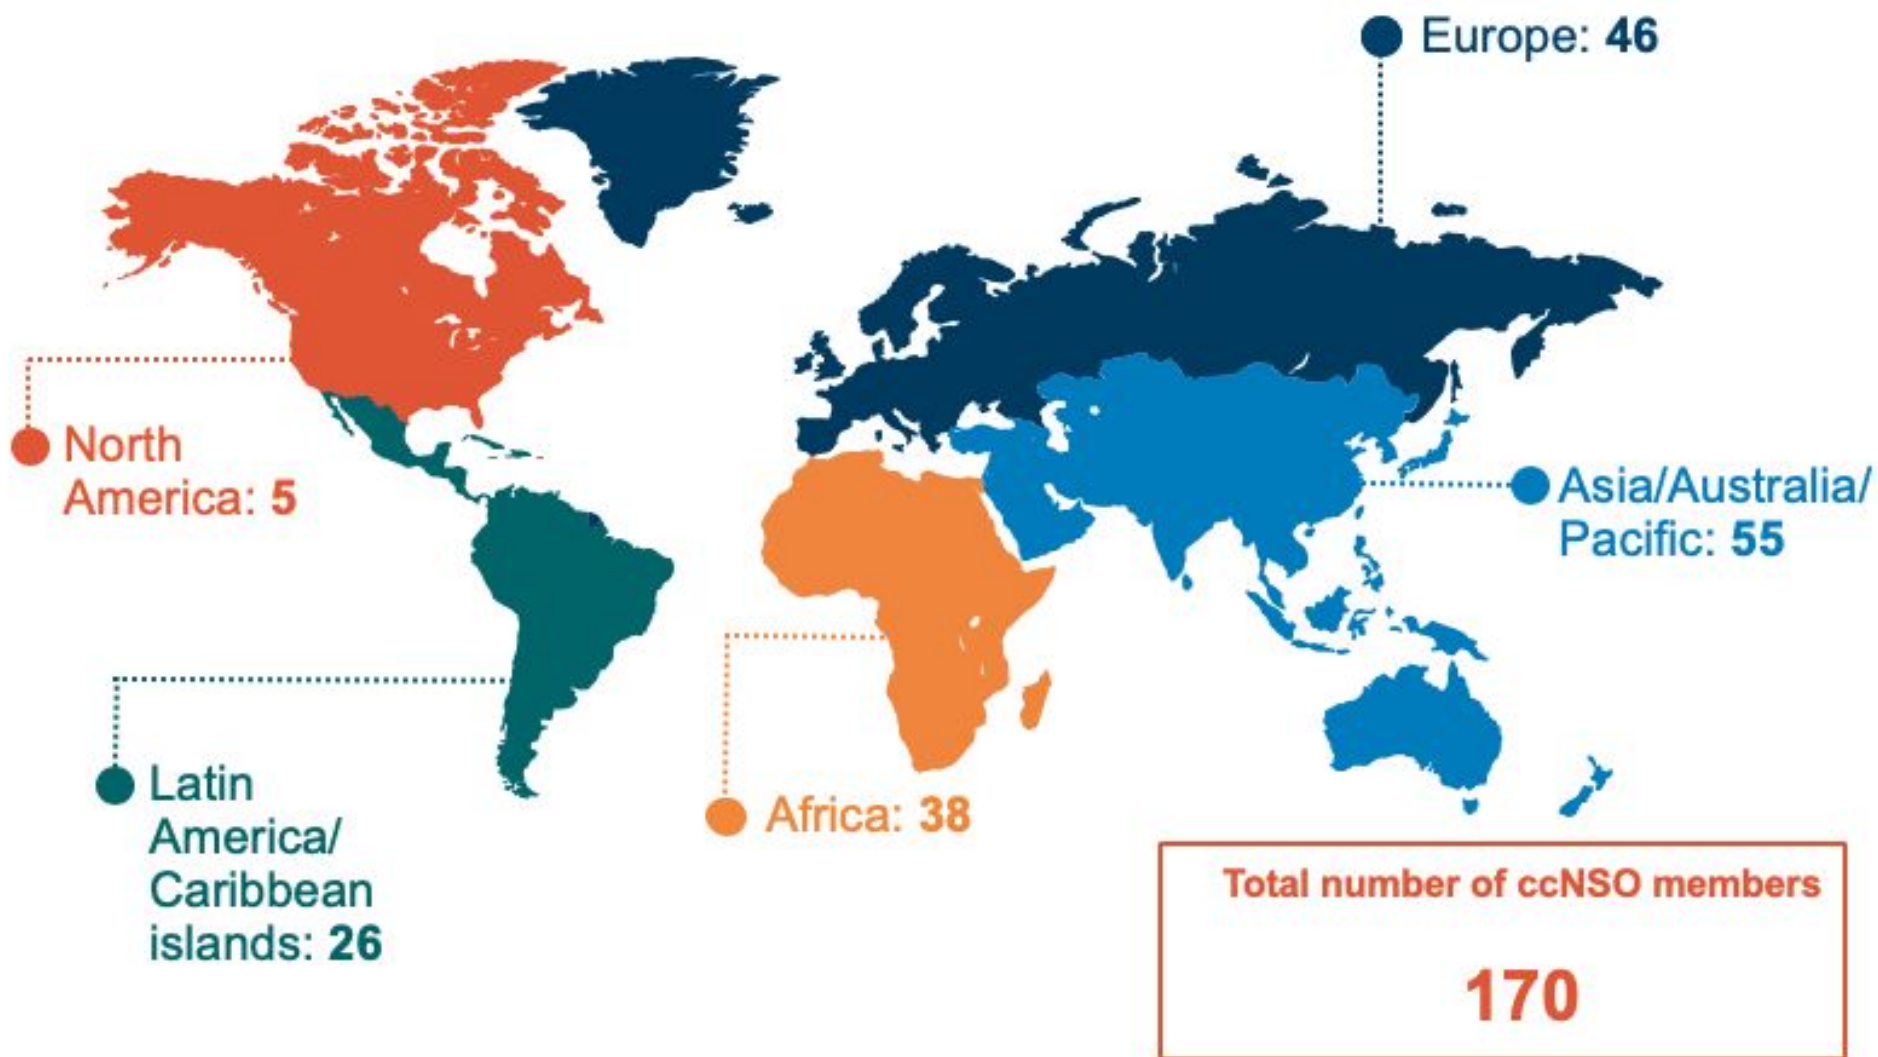 Europe: 46
North
America: 5
Asia/Australia/
Pacific: 55
Latin
America/
Caribbean
islands: 26
Africa: 38
Total number of ccNSO members
170